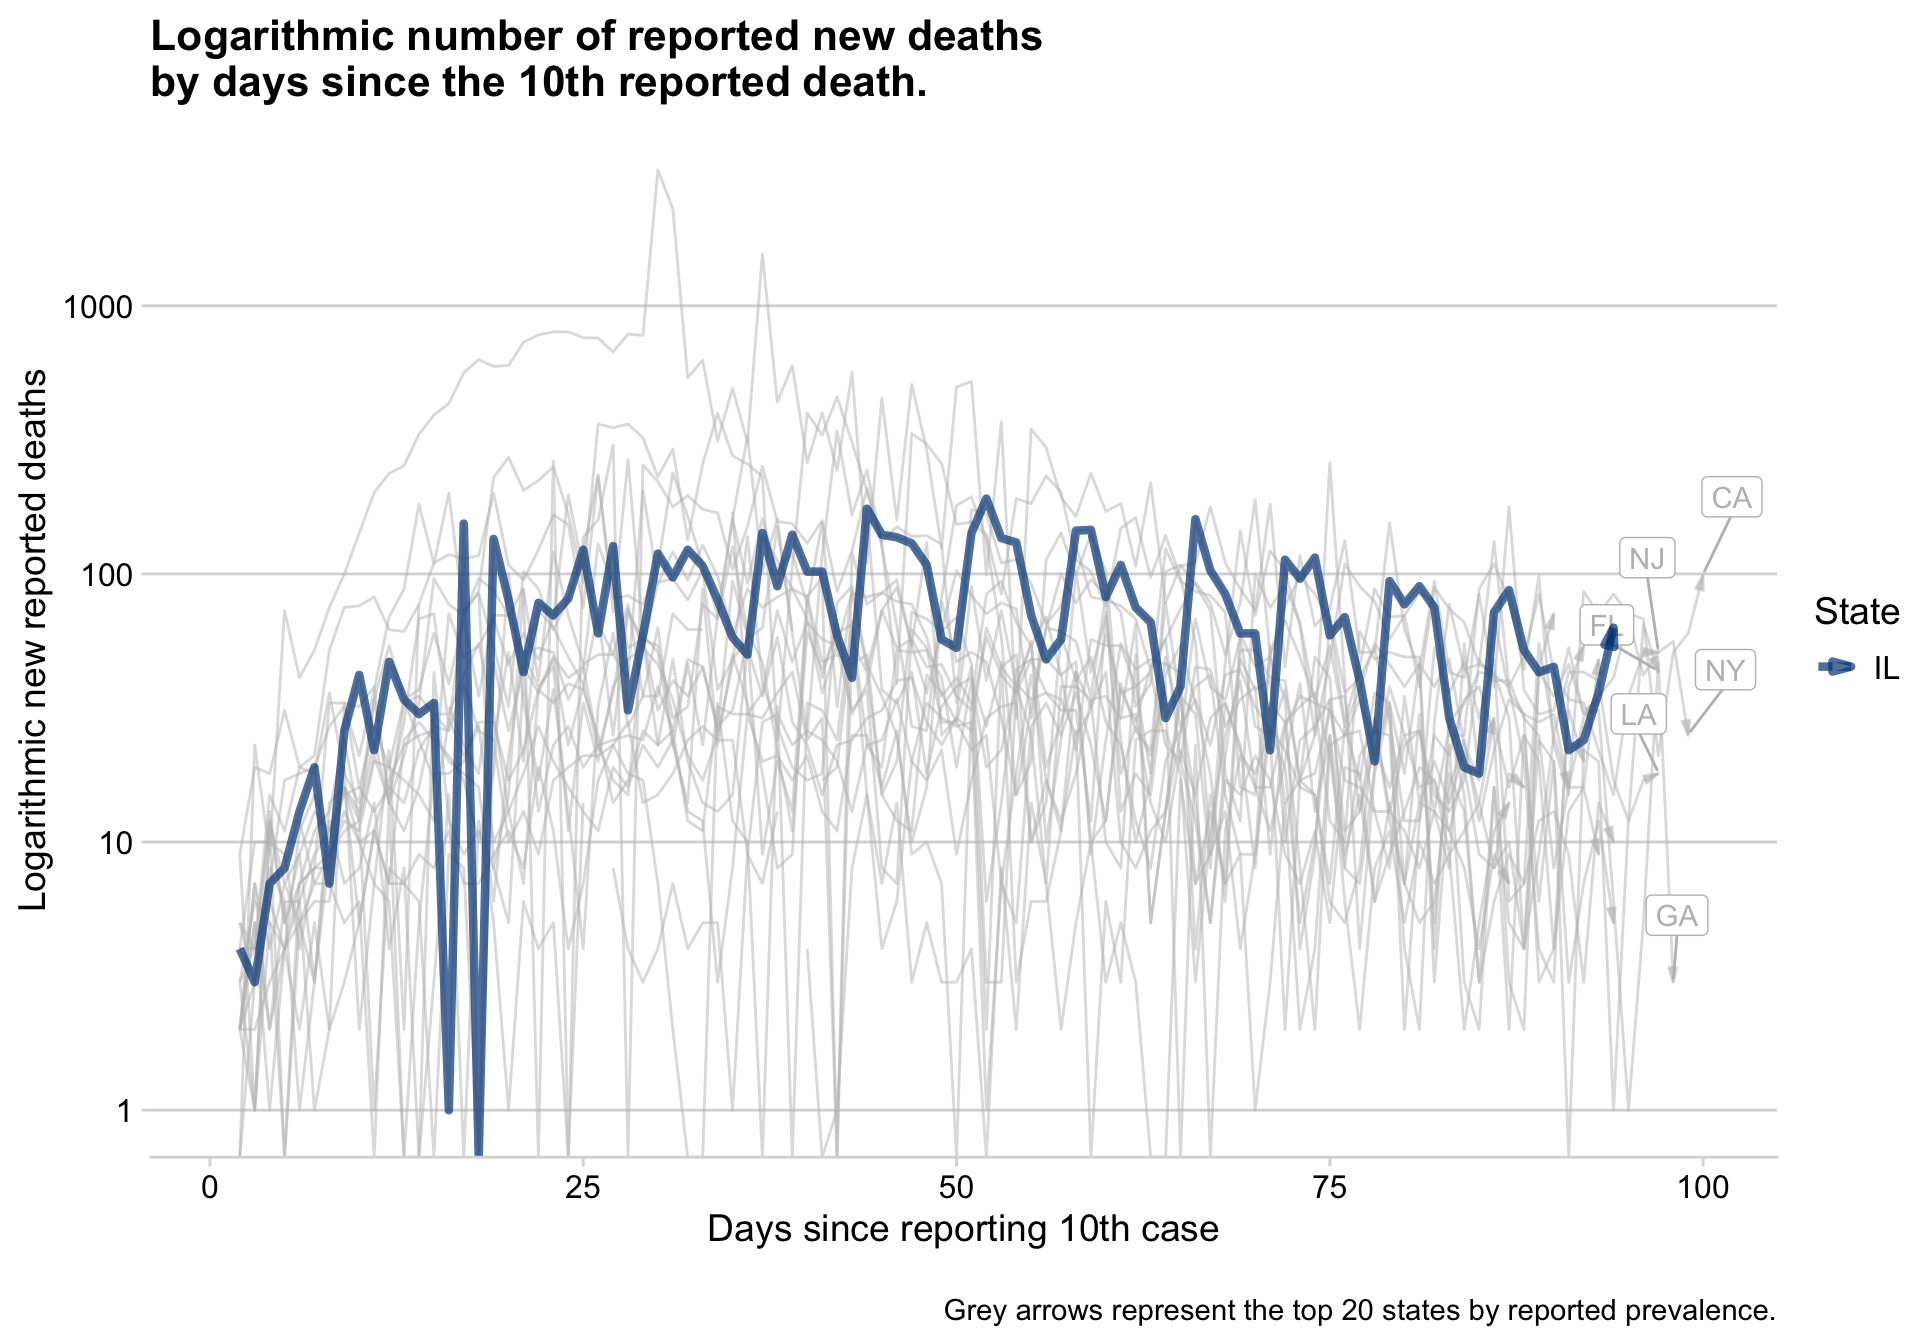 Logarithmic number of reported new deaths
by days since the 10th reported death.
Logarithmic new reported deaths
1000
100
10
1
CA
NJ
FL
NY
LA
GA
State
IL
0
25
50
75
100
Days since reporting 10th case
Grey arrows represent the top 20 states by reported prevalence.